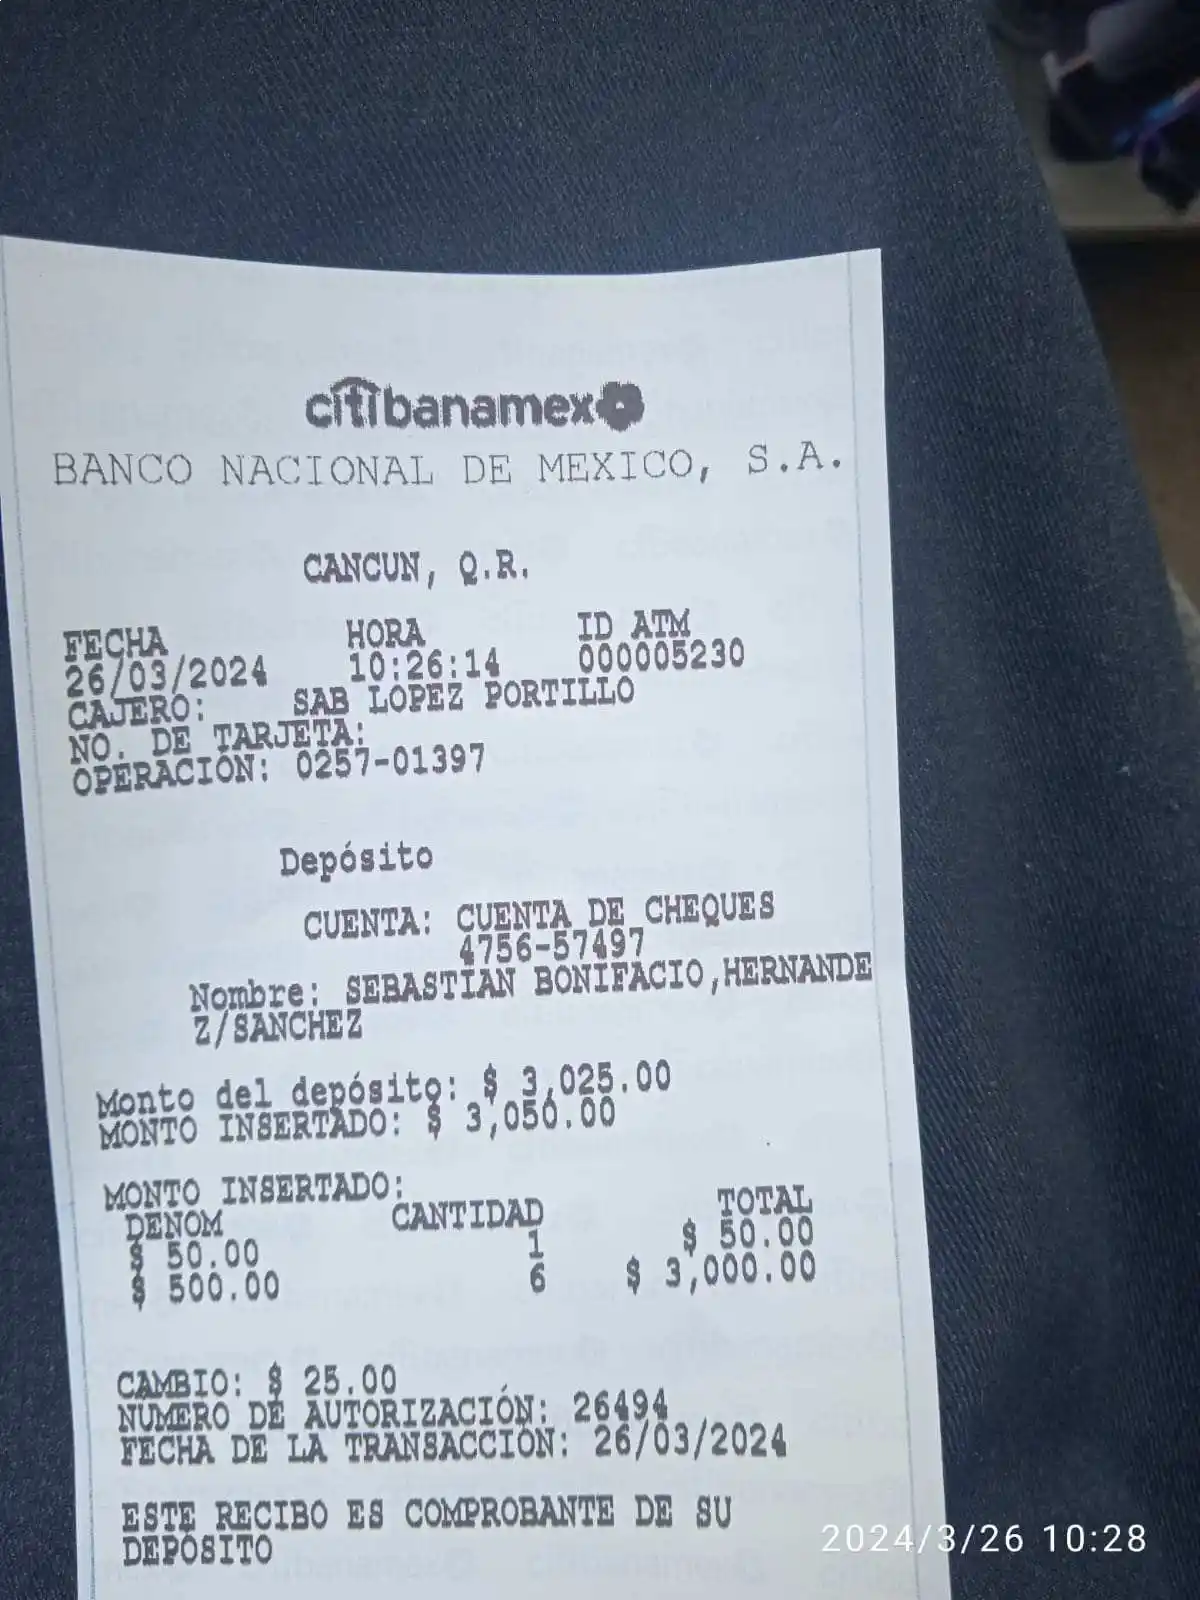 citibanamex
BANCO NACIONAL DE MEXICO, S.A.
CANCUN, Q.R.
FECHA HORA ID ATM
26/03/2024 10:26:14 000005230
CAJERO: SAB LOPEZ PORTILLO
NO. DE TARJETA:
OPERACIÓN: 0257-01397
Depósito
CUENTA: CUENTA DE CHEQUES
4756-57497
Nombre: SEBASTIAN BONIFACIO,HERNANDE
Z/SANCHEZ
Monto del depósito: $ 3,025.00
MONTO INSERTADO: $ 3,050.00
MONTO INSERTADO:
DENOM CANTIDAD TOTAL
$ 50.00 1 $ 50.00
$ 500.00 6 $ 3,000.00
CAMBIO: $ 25.00
NUMERO DE AUTORIZACIÓN: 26494
FECHA DE LA TRANSACCIÓN: 26/03/2024
ESTE RECIBO ES COMPROBANTE DE SU
DEPÓSITO
2024/3/26 10:28